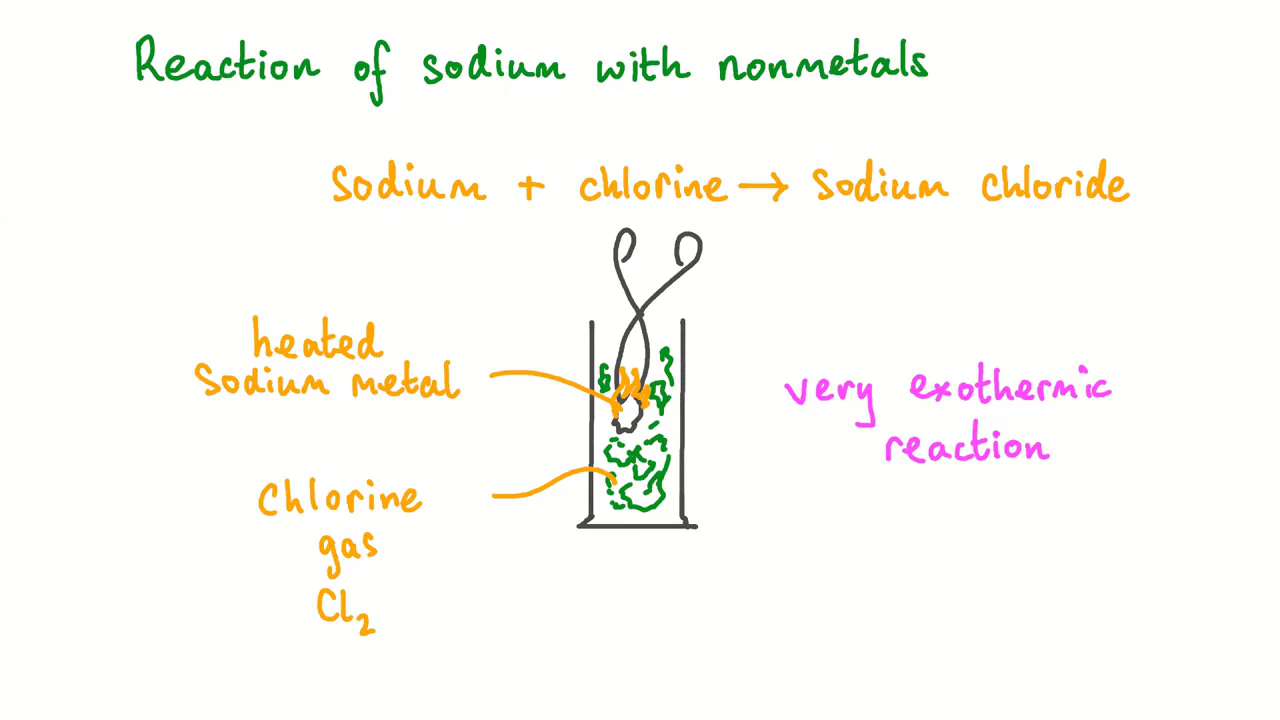 Reaction of sodium with nonmetals
Sodium + chlorine → Sodium chloride
heated
Sodium metal
very exothermic
reaction
Chlorine
gas
Cl₂